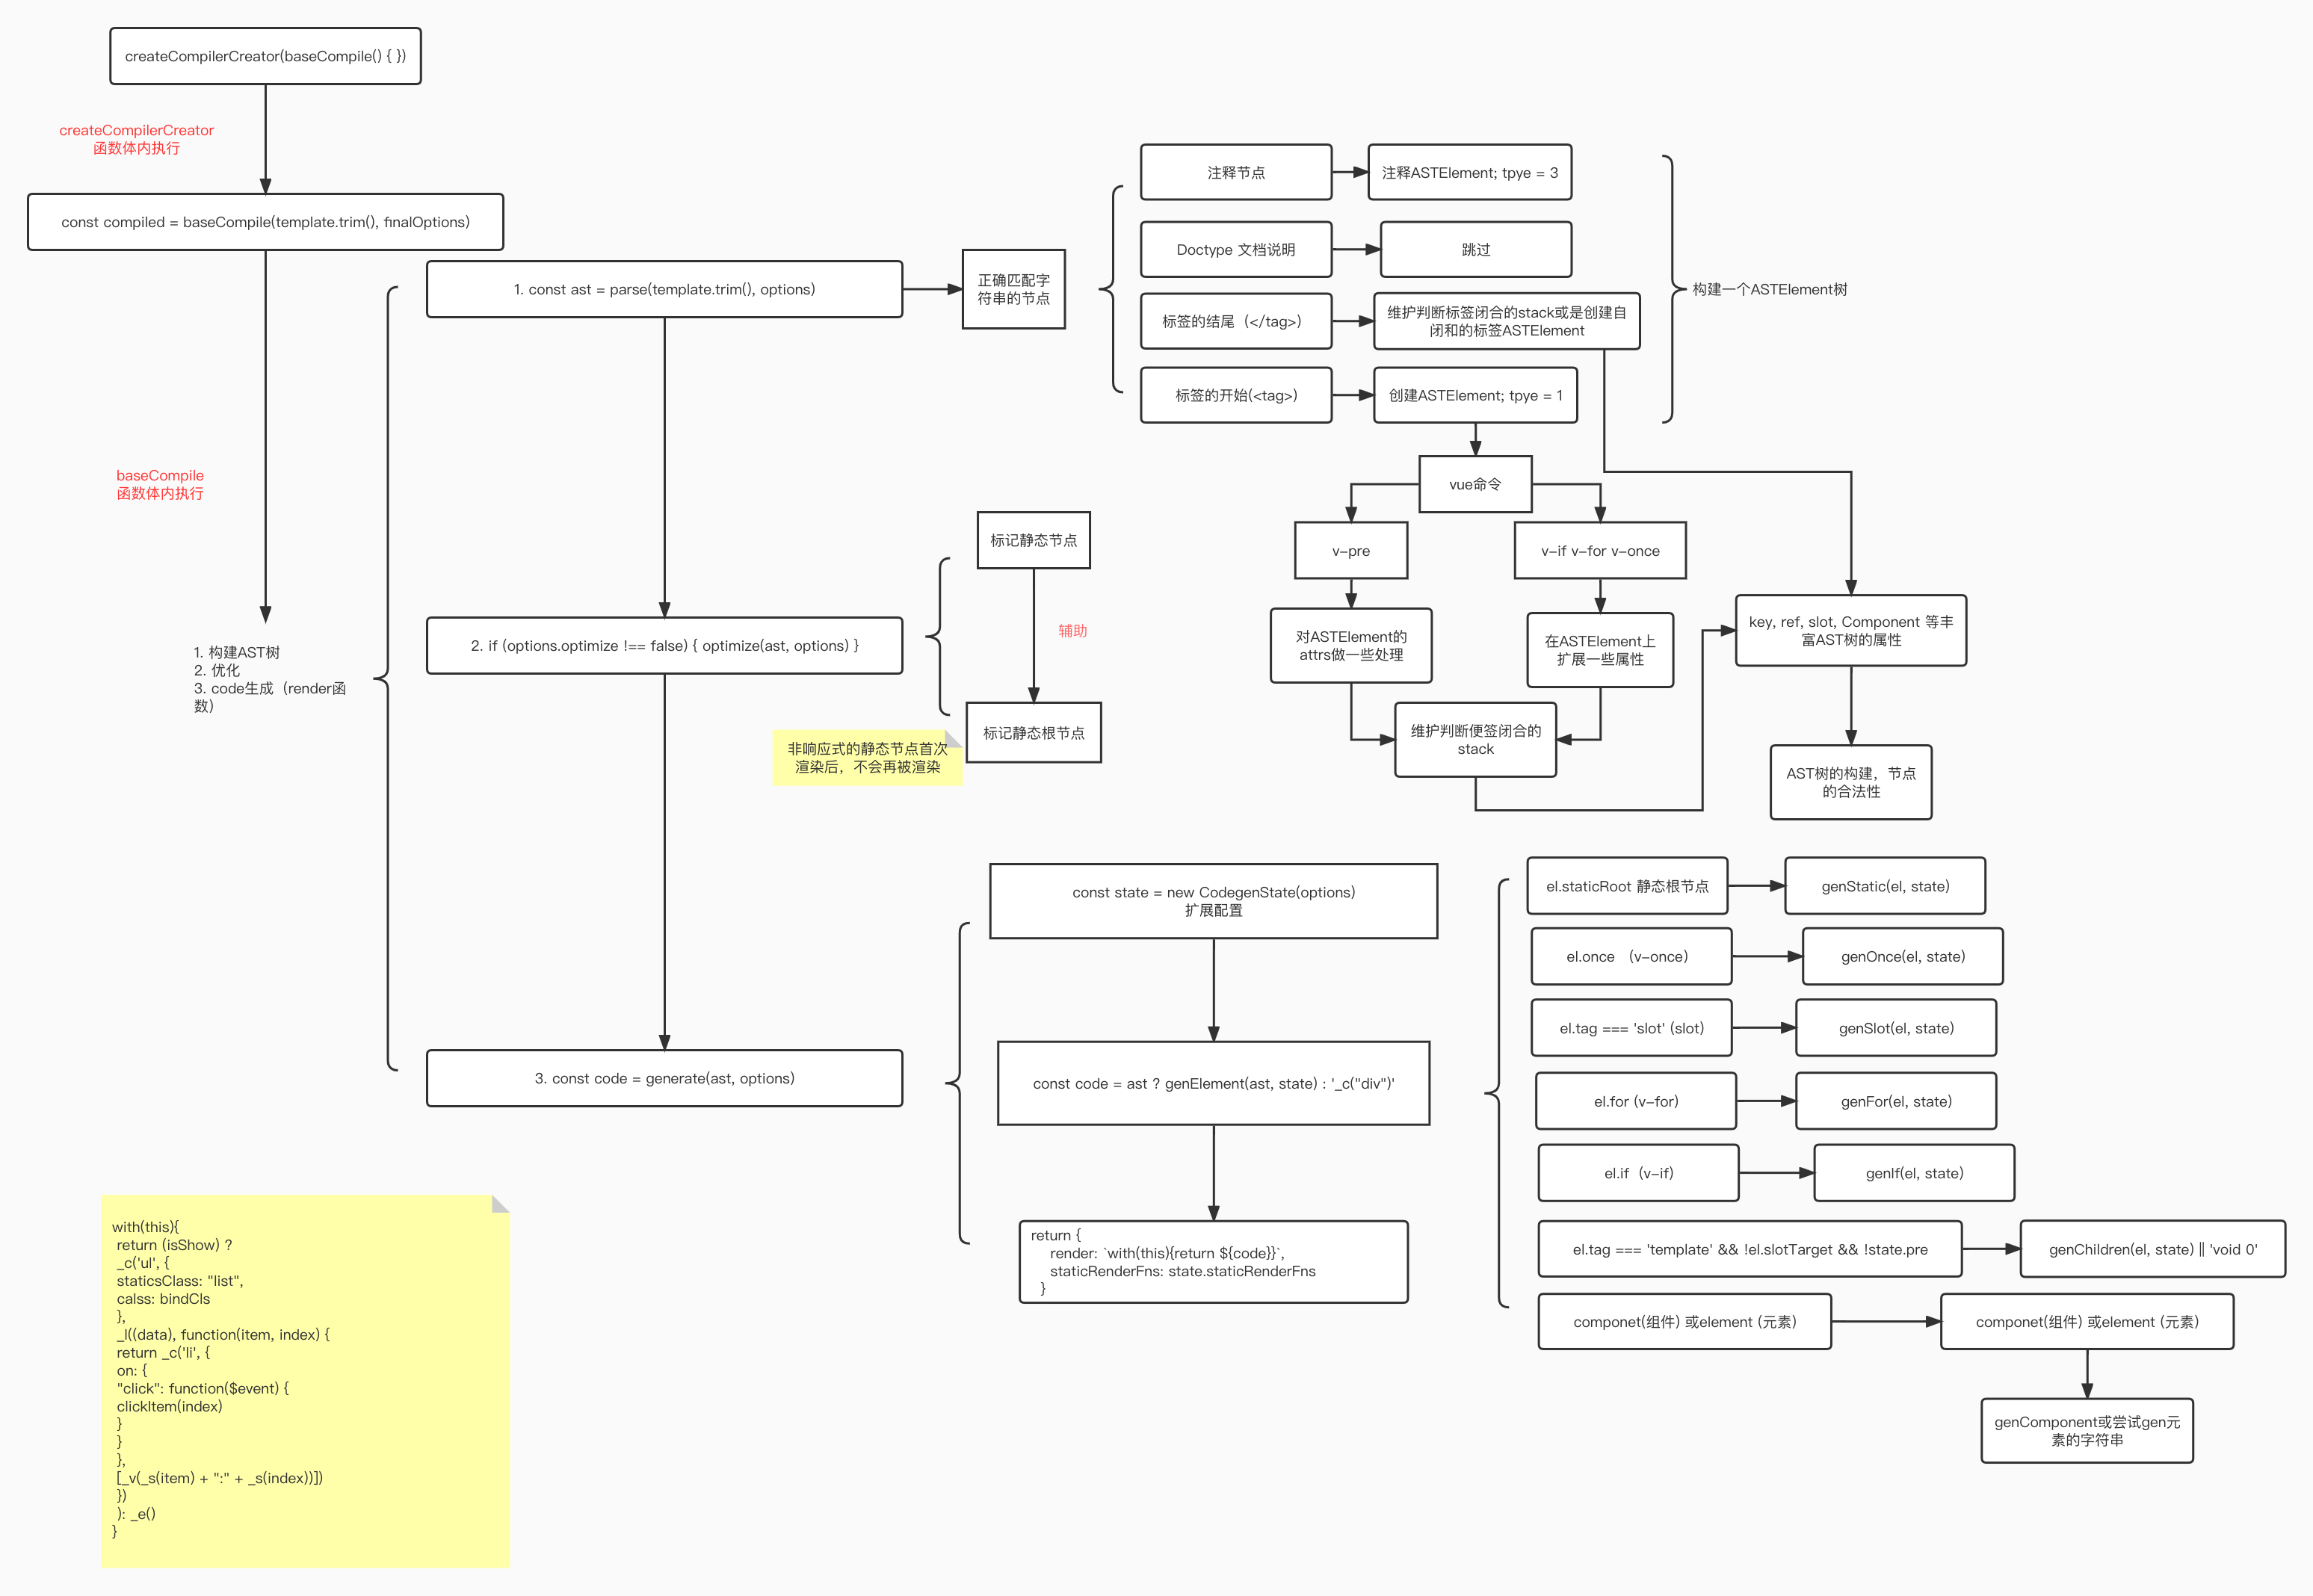 createCompilerCreator(baseCompile() { })
createCompilerCreator
函数体内执行
const compiled = baseCompile(template.trim(), finalOptions)
baseCompile
函数体内执行
1. 构建AST树
2. 优化
3. code生成（render函
数）
1. const ast = parse(template.trim(), options)
正确匹配字
符串的节点
注释节点
注释ASTElement; tpye = 3
Doctype 文档说明
跳过
标签的结尾（</tag>）
维护判断标签闭合的stack或是创建自
闭和的标签ASTElement
标签的开始(<tag>)
创建ASTElement; tpye = 1
构建一个ASTElement树
vue命令
v-pre
v-if v-for v-once
对ASTElement的
attrs做一些处理
在ASTElement上
扩展一些属性
维护判断便签闭合的
stack
key, ref, slot, Component 等丰
富AST树的属性
AST树的构建，节点
的合法性
2. if (options.optimize !== false) { optimize(ast, options) }
标记静态节点
辅助
标记静态根节点
非响应式的静态节点首次
渲染后，不会再被渲染
3. const code = generate(ast, options)
const state = new CodegenState(options)
扩展配置
const code = ast ? genElement(ast, state) : '_c("div")'
return {
render: `with(this){return ${code}}`,
staticRenderFns: state.staticRenderFns
}
el.staticRoot 静态根节点
genStatic(el, state)
el.once （v-once）
genOnce(el, state)
el.tag === 'slot' (slot)
genSlot(el, state)
el.for (v-for)
genFor(el, state)
el.if（v-if)
genIf(el, state)
el.tag === 'template' && !el.slotTarget && !state.pre
genChildren(el, state) || 'void 0'
componet(组件) 或element (元素)
componet(组件) 或element (元素)
genComponent或尝试gen元
素的字符串
with(this){
return (isShow) ?
_c('ul', {
staticsClass: "list",
calss: bindCls
},
_l((data), function(item, index) {
return _c('li', {
on: {
"click": function($event) {
clickItem(index)
}
}
},
[_v(_s(item) + ":" + _s(index))])
})
): _e()
}